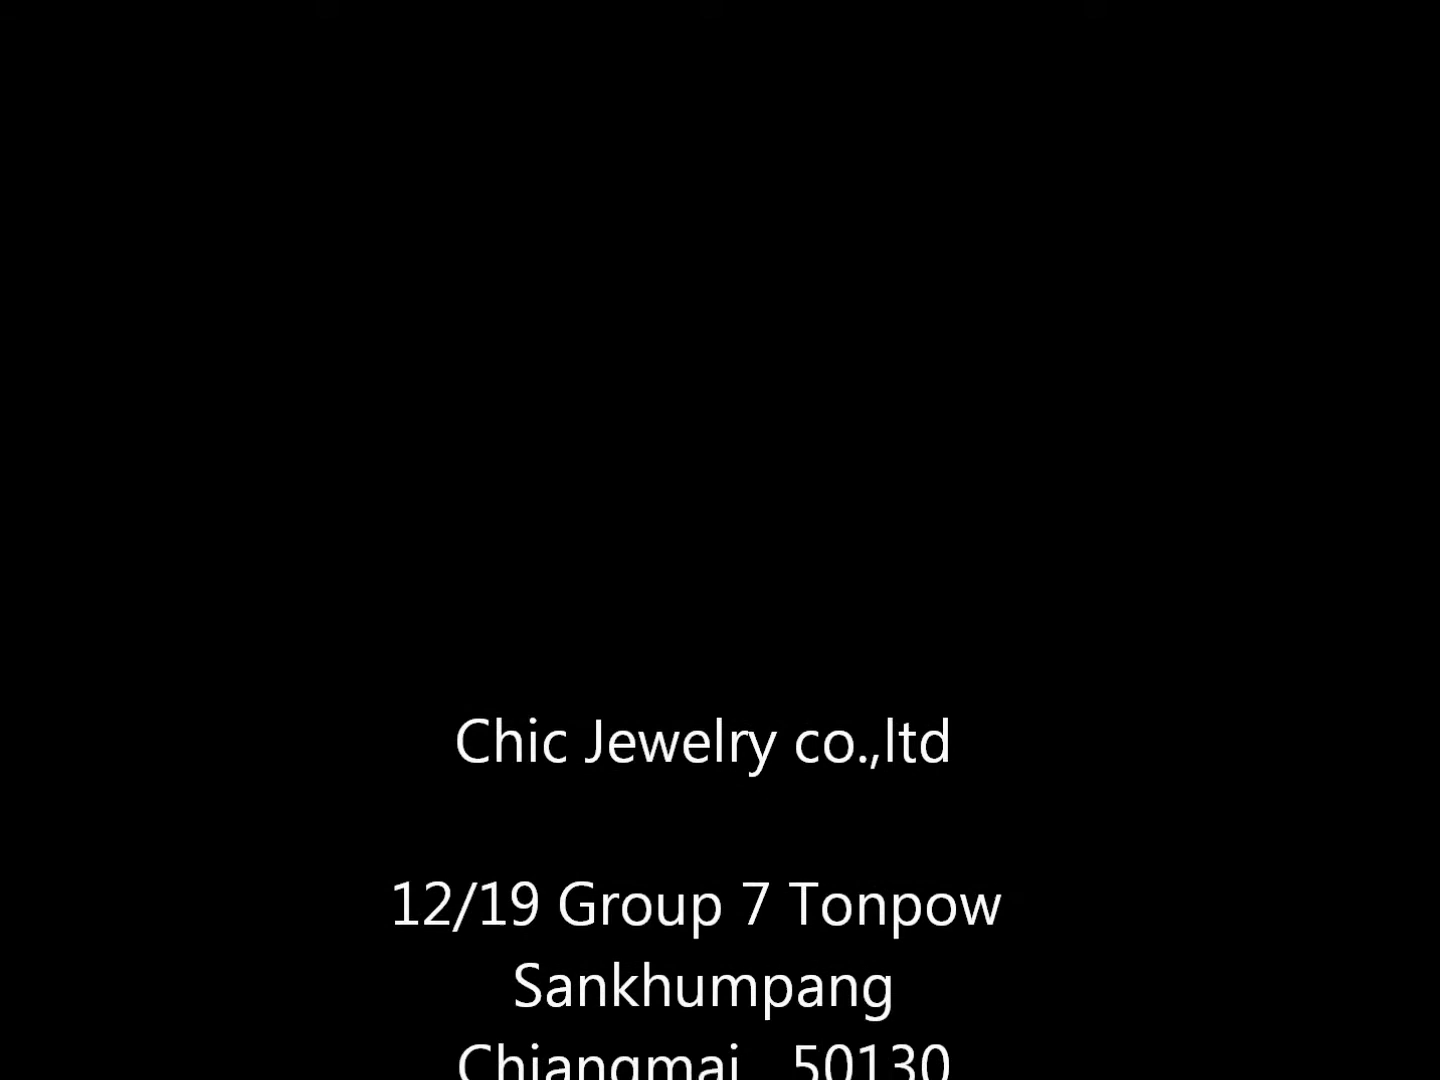 Chic Jewelry co.,ltd
12/19 Group 7 Tonpow
Sankhumpang
Chiangmai 50130